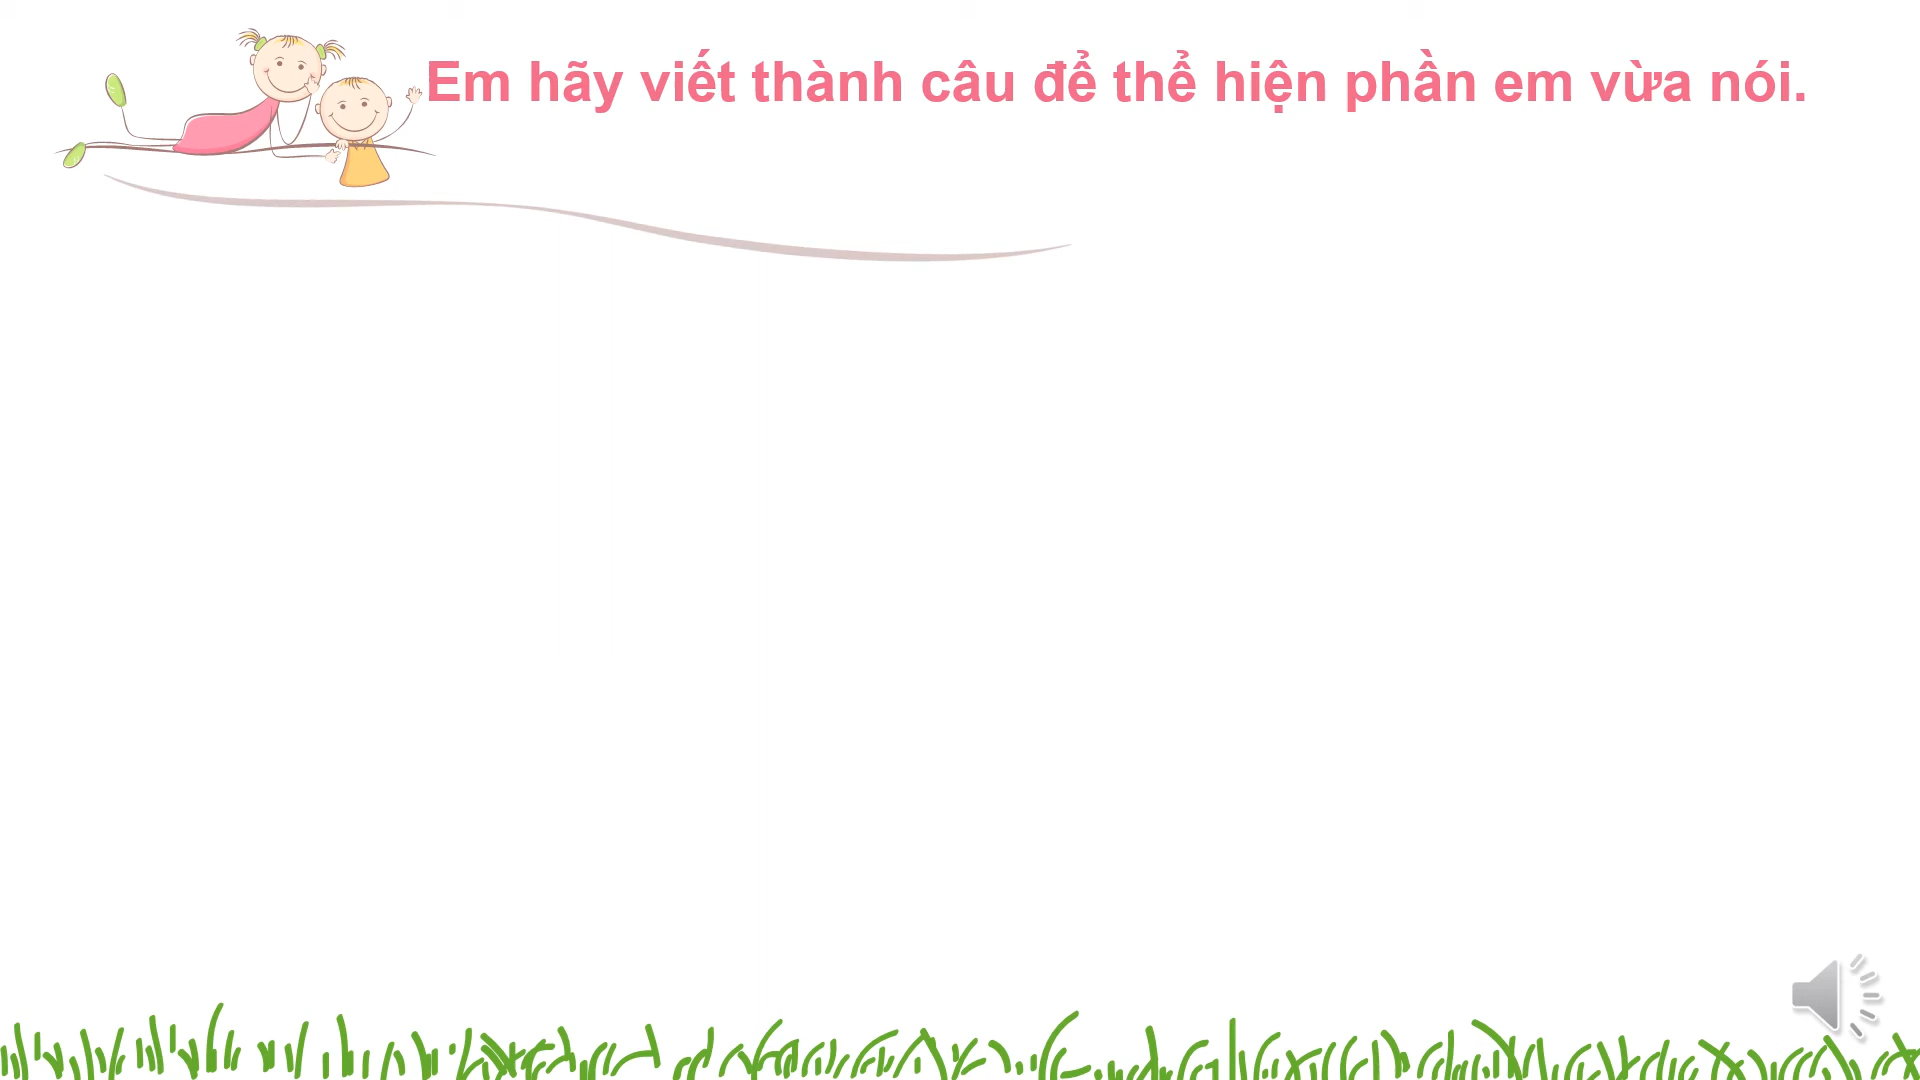 Em hãy viết thành câu để thể hiện phần em vừa nói.